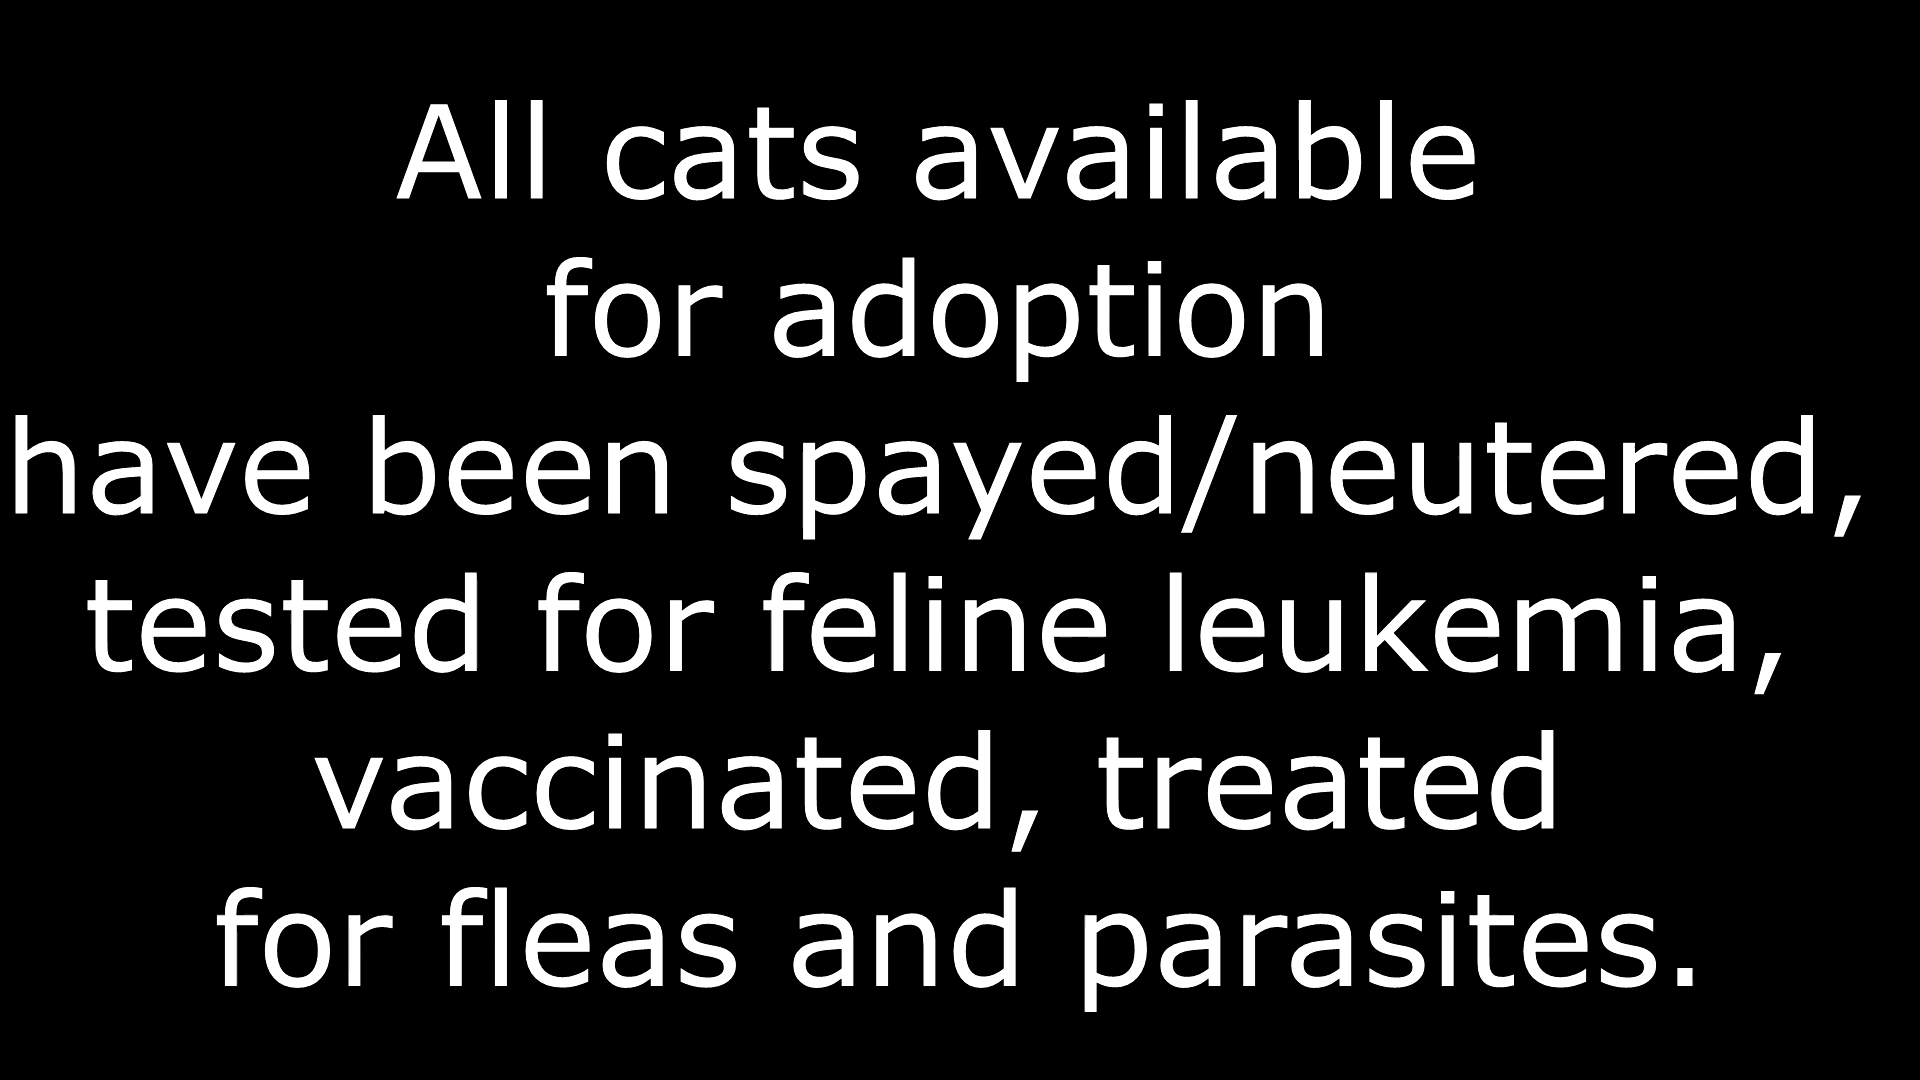 All cats available
for adoption
have been spayed/neutered,
tested for feline leukemia,
vaccinated, treated
for fleas and parasites.